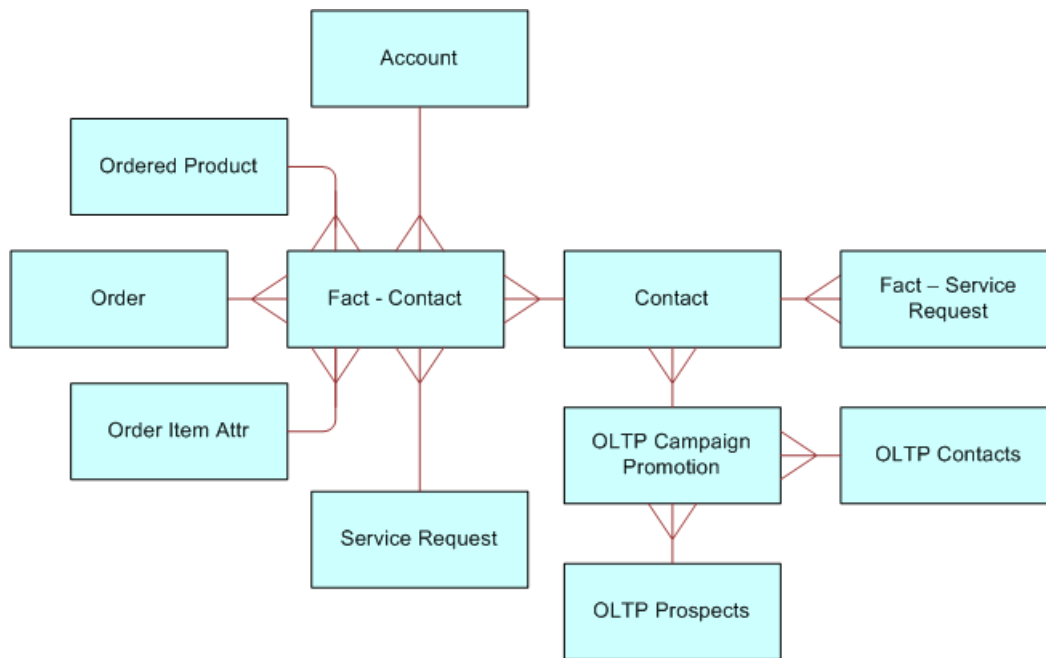 Account
Ordered Product
Order
Fact - Contact
Contact
Fact – Service
Request
Order Item Attr
OLTP Campaign
Promotion
OLTP Contacts
Service Request
OLTP Prospects